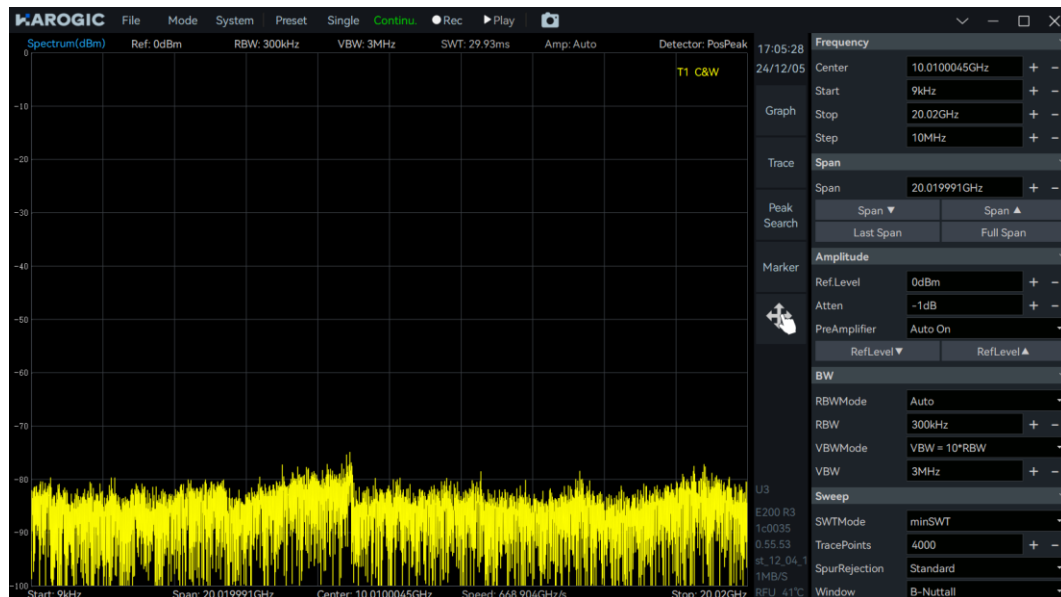 HAROGIC File Mode System Preset Single Continu. Rec Play
Spectrum(dBm) Ref: 0dBm RBW: 300kHz VBW: 3MHz SWT: 29.93ms Amp: Auto Detector: PosPeak
T1 C&W
0
-10
-20
-30
-40
-50
-60
-70
-80
-90
-100
Start: 9kHz Span: 20.019991GHz Center: 10.0100045GHz Speed: 668.904GHz/s Stop: 20.02GHz
17:05:28
24/12/05
Graph
Trace
Peak
Search
Marker
U3
E200 R3
1c0035
0.55.53
st_12_04_1
1MB/S
RFU 41°C
Frequency
Center 10.0100045GHz + -
Start 9kHz + -
Stop 20.02GHz + -
Step 10MHz + -
Span
Span 20.019991GHz + -
Span ▼ Span ▲
Last Span Full Span
Amplitude
Ref.Level 0dBm + -
Atten -1dB + -
PreAmplifier Auto On
RefLevel▼ RefLevel▲
BW
RBWMode Auto
RBW 300kHz + -
VBWMode VBW = 10*RBW
VBW 3MHz + -
Sweep
SWTMode minSWT
TracePoints 4000 + -
SpurRejection Standard
Window B-Nuttall